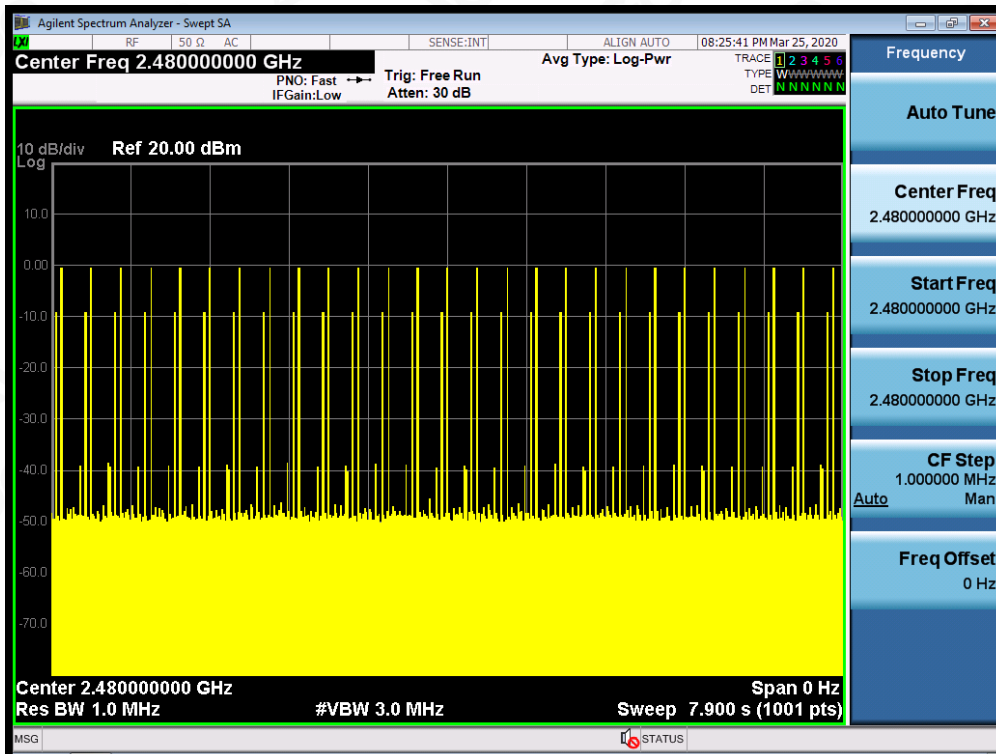 Agilent Spectrum Analyzer - Swept SA
LXI RF 50 Ω AC SENSE:INT ALIGN AUTO 08:25:41 PM Mar 25, 2020
Center Freq 2.480000000 GHz
PNO: Fast
IFGain:Low
Trig: Free Run
Atten: 30 dB
Avg Type: Log-Pwr
TRACE 1 2 3 4 5 6
TYPE WWWWWWW
DET N N N N N N
10 dB/div Ref 20.00 dBm
Log
10.0
0.00
-10.0
-20.0
-30.0
-40.0
-50.0
-60.0
-70.0
Center 2.480000000 GHz Span 0 Hz
Res BW 1.0 MHz #VBW 3.0 MHz Sweep 7.900 s (1001 pts)
MSG STATUS
Frequency
Auto Tune
Center Freq
2.480000000 GHz
Start Freq
2.480000000 GHz
Stop Freq
2.480000000 GHz
CF Step
1.000000 MHz
Auto Man
Freq Offset
0 Hz